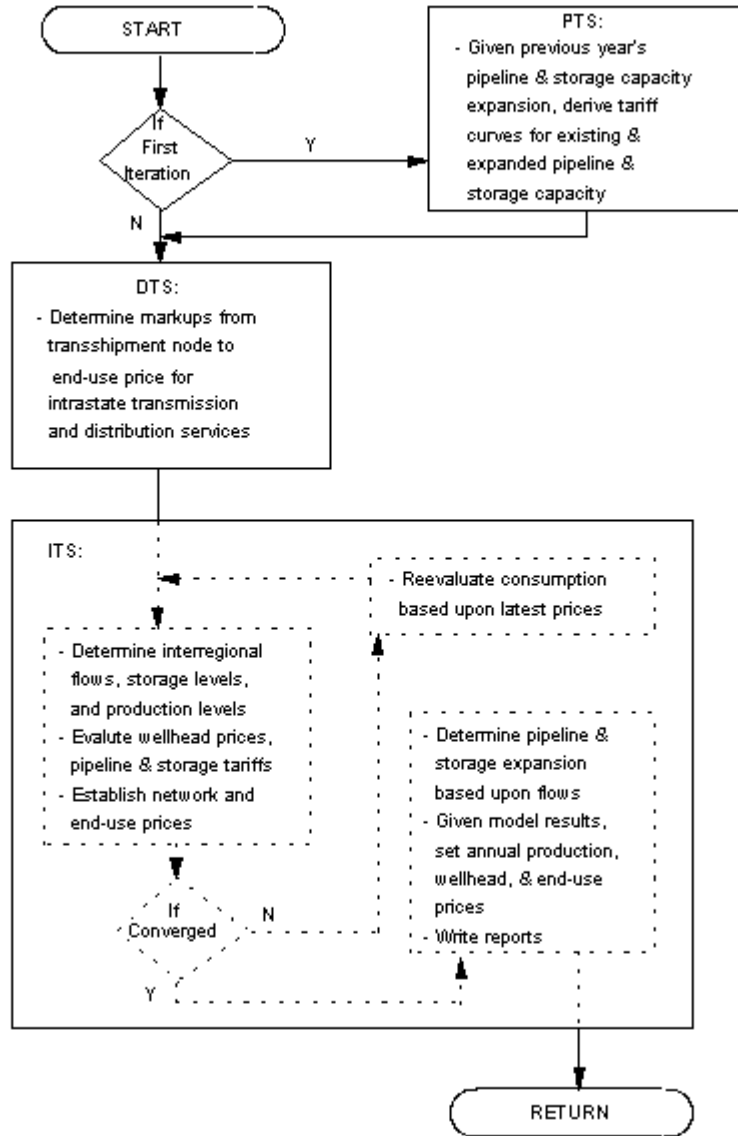 START
If
First
Iteration
Y
N
PTS:
- Given previous year's
pipeline & storage capacity
expansion, derive tariff
curves for existing &
expanded pipeline &
storage capacity
DTS:
- Determine markups from
transshipment node to
end-use price for
intrastate transmission
and distribution services
ITS:
- Reevaluate consumption
based upon latest prices
- Determine interregional
flows, storage levels,
and production levels
- Evalute wellhead prices,
pipeline & storage tariffs
- Establish network and
end-use prices
If
Converged
N
Y
- Determine pipeline &
storage expansion
based upon flows
- Given model results,
set annual production,
wellhead, & end-use
prices
- Write reports
RETURN